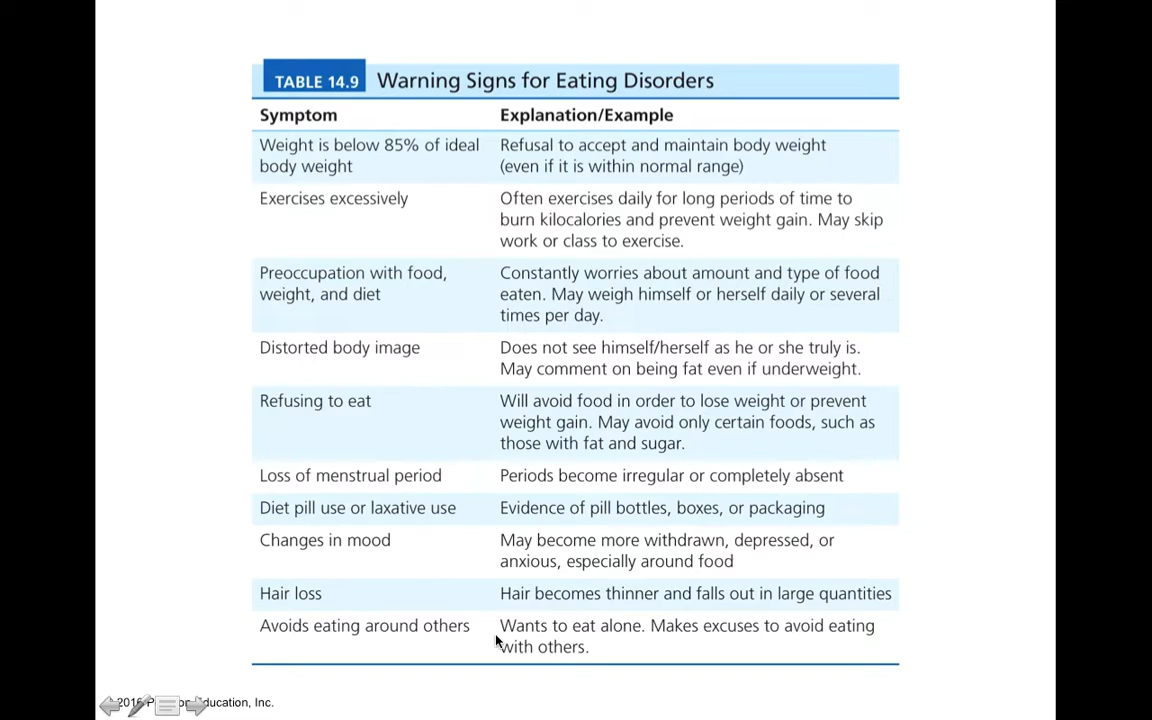 TABLE 14.9 Warning Signs for Eating Disorders
Symptom Explanation/Example
Weight is below 85% of ideal body weight
Refusal to accept and maintain body weight
(even if it is within normal range)
Exercises excessively
Often exercises daily for long periods of time to
burn kilocalories and prevent weight gain. May skip
work or class to exercise.
Preoccupation with food,
weight, and diet
Constantly worries about amount and type of food
eaten. May weigh himself or herself daily or several
times per day.
Distorted body image
Does not see himself/herself as he or she truly is.
May comment on being fat even if underweight.
Refusing to eat
Will avoid food in order to lose weight or prevent
weight gain. May avoid only certain foods, such as
those with fat and sugar.
Loss of menstrual period
Periods become irregular or completely absent
Diet pill use or laxative use
Evidence of pill bottles, boxes, or packaging
Changes in mood
May become more withdrawn, depressed, or
anxious, especially around food
Hair loss
Hair becomes thinner and falls out in large quantities
Avoids eating around others
Wants to eat alone. Makes excuses to avoid eating
with others.
Inc.